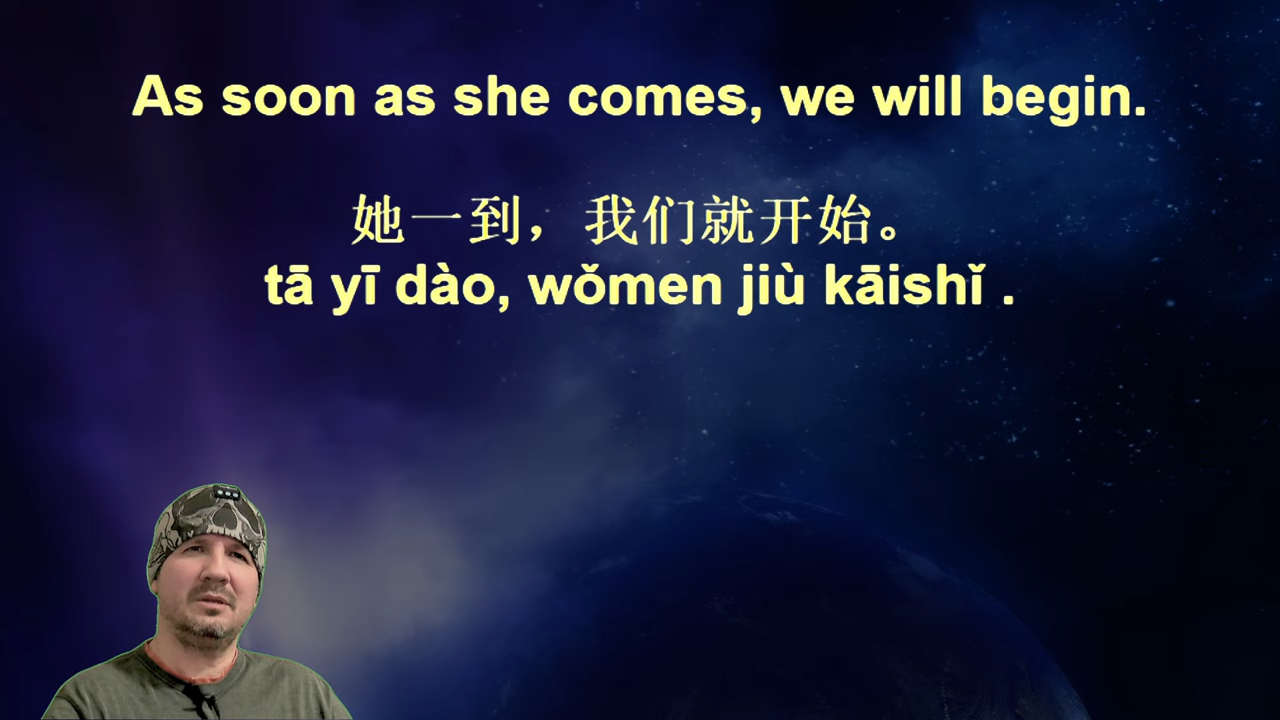 As soon as she comes, we will begin.
她一到，我们就开始。
tā yī dào, wǒmen jiù kāishǐ .